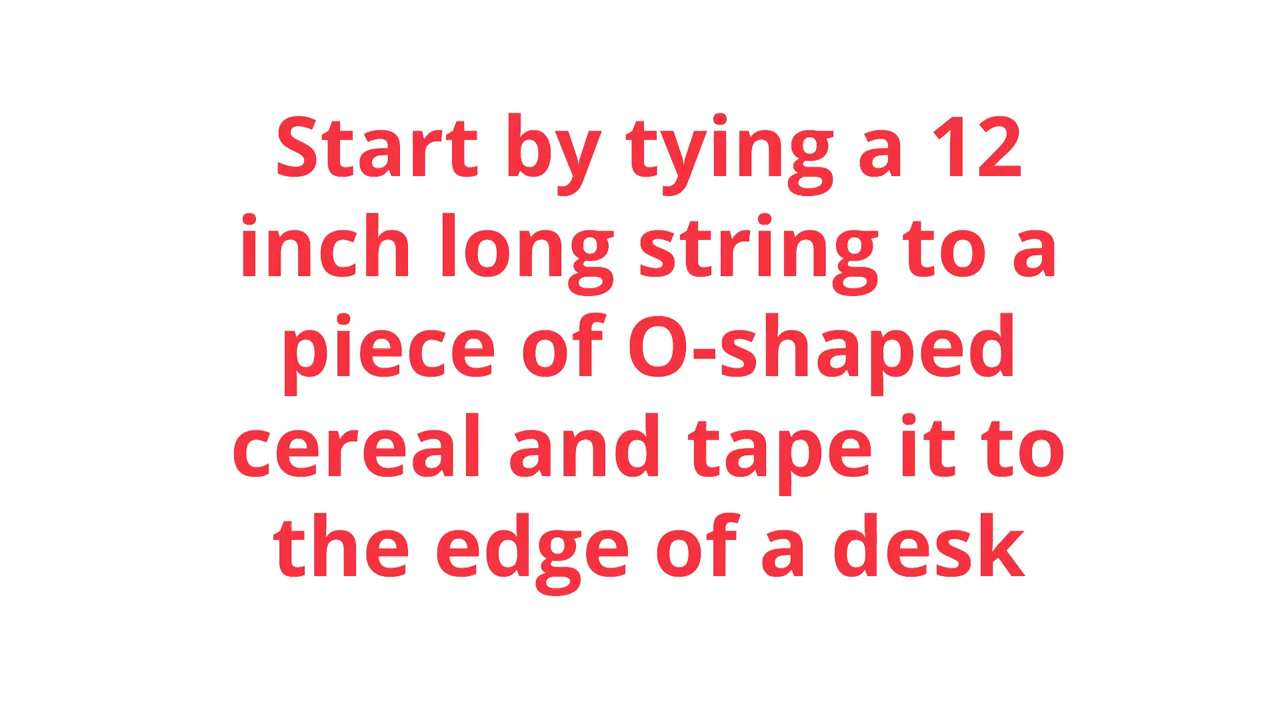 Start by tying a 12
inch long string to a
piece of O-shaped
cereal and tape it to
the edge of a desk